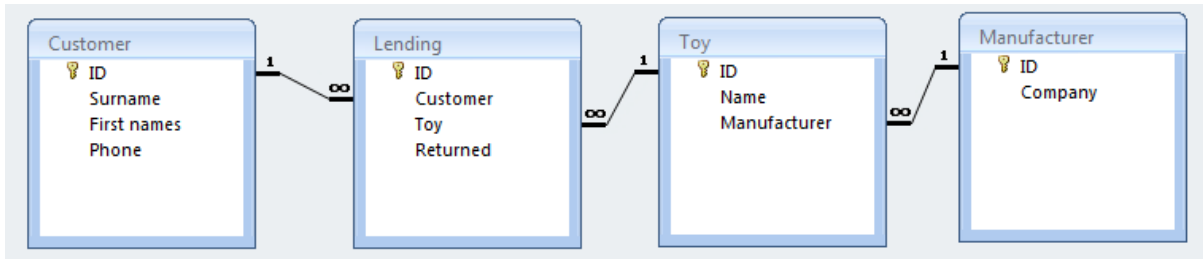 Customer
ID
Surname
First names
Phone
1
∞
Lending
ID
Customer
Toy
Returned
∞
1
Toy
ID
Name
Manufacturer
∞
1
Manufacturer
ID
Company